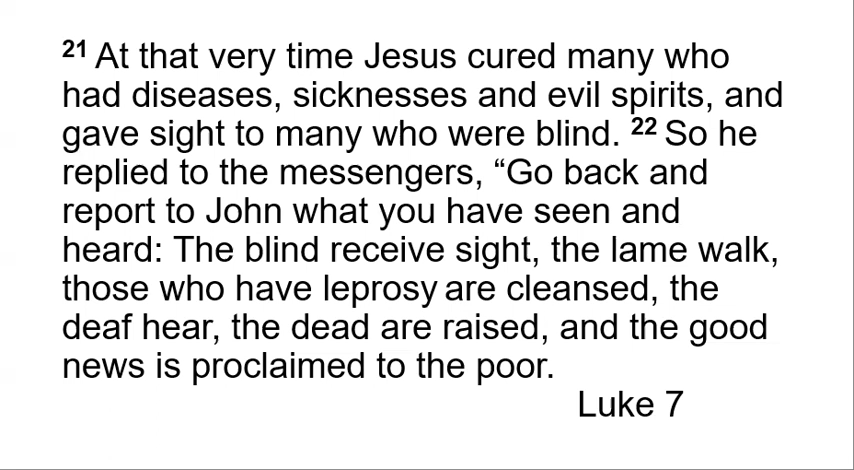 21 At that very time Jesus cured many who
had diseases, sicknesses and evil spirits, and
gave sight to many who were blind. 22 So he
replied to the messengers, “Go back and
report to John what you have seen and
heard: The blind receive sight, the lame walk,
those who have leprosy are cleansed, the
deaf hear, the dead are raised, and the good
news is proclaimed to the poor.
Luke 7